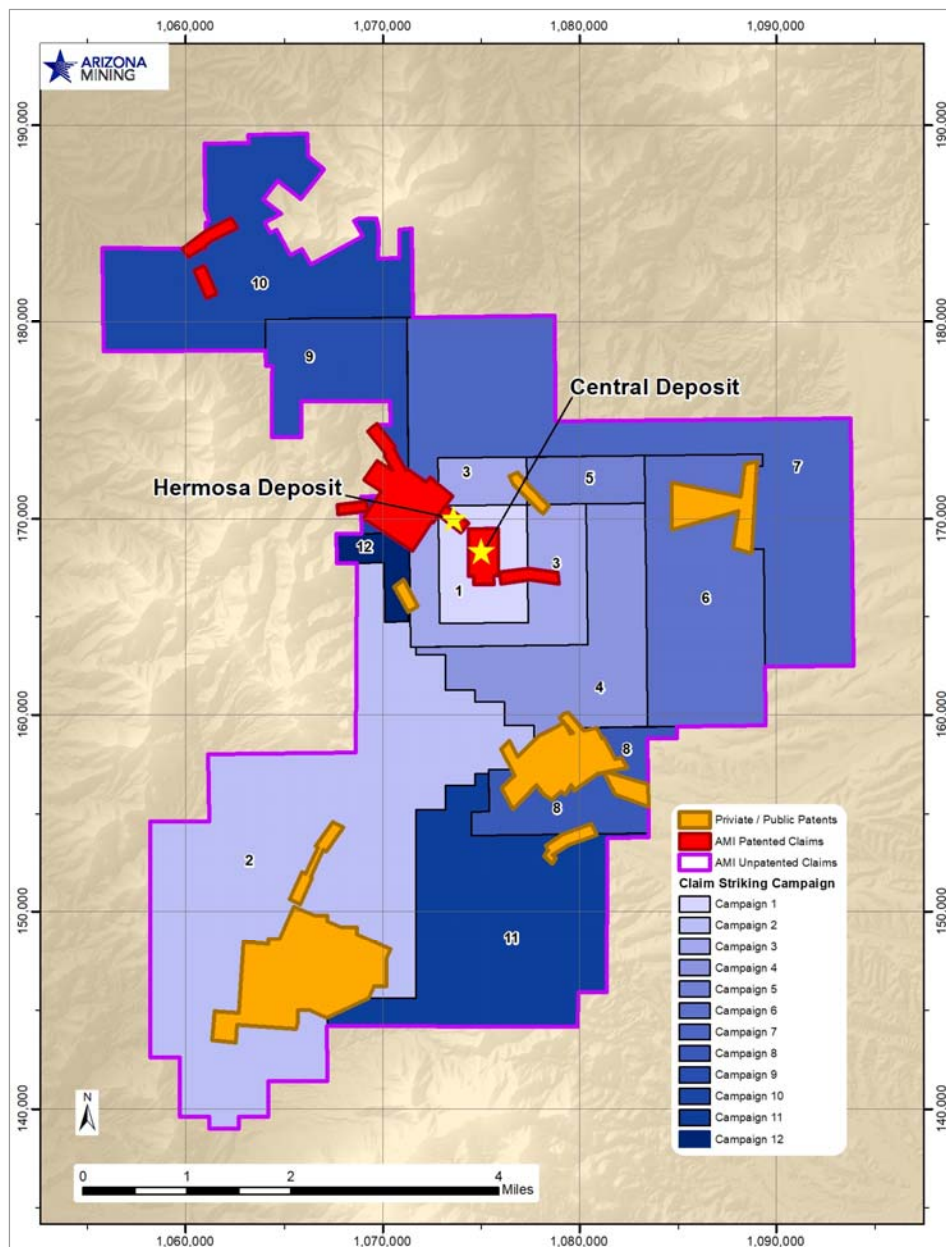 1,060,000 1,070,000 1,080,000 1,090,000
ARIZONA
MINING
190,000 190,000
10
180,000 180,000
9
Central Deposit
3
5
7
Hermosa Deposit
170,000 170,000
12
3
1
6
4
160,000 160,000
8
8
Priviate / Public Patents
AMI Patented Claims
2
AMI Unpatented Claims
Claim Striking Campaign
Campaign 1
150,000 150,000
Campaign 2
11
Campaign 3
Campaign 4
Campaign 5
Campaign 6
Campaign 7
Campaign 8
Campaign 9
Campaign 10
N
140,000 140,000
Campaign 11
Campaign 12
0 1 2 4
Miles
1,060,000 1,070,000 1,080,000 1,090,000